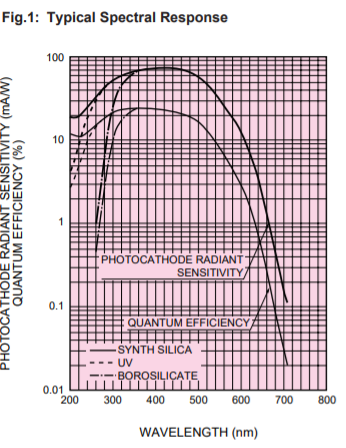 Fig.1: Typical Spectral Response
PHOTOCATHODE RADIANT SENSITIVITY (mA/W)
QUANTUM EFFICIENCY (%)
100
10
1
0.1
0.01
PHOTOCATHODE RADIANT
SENSITIVITY
QUANTUM EFFICIENCY
SYNTH SILICA
UV
BOROSILICATE
200 300 400 500 600 700 800
WAVELENGTH (nm)